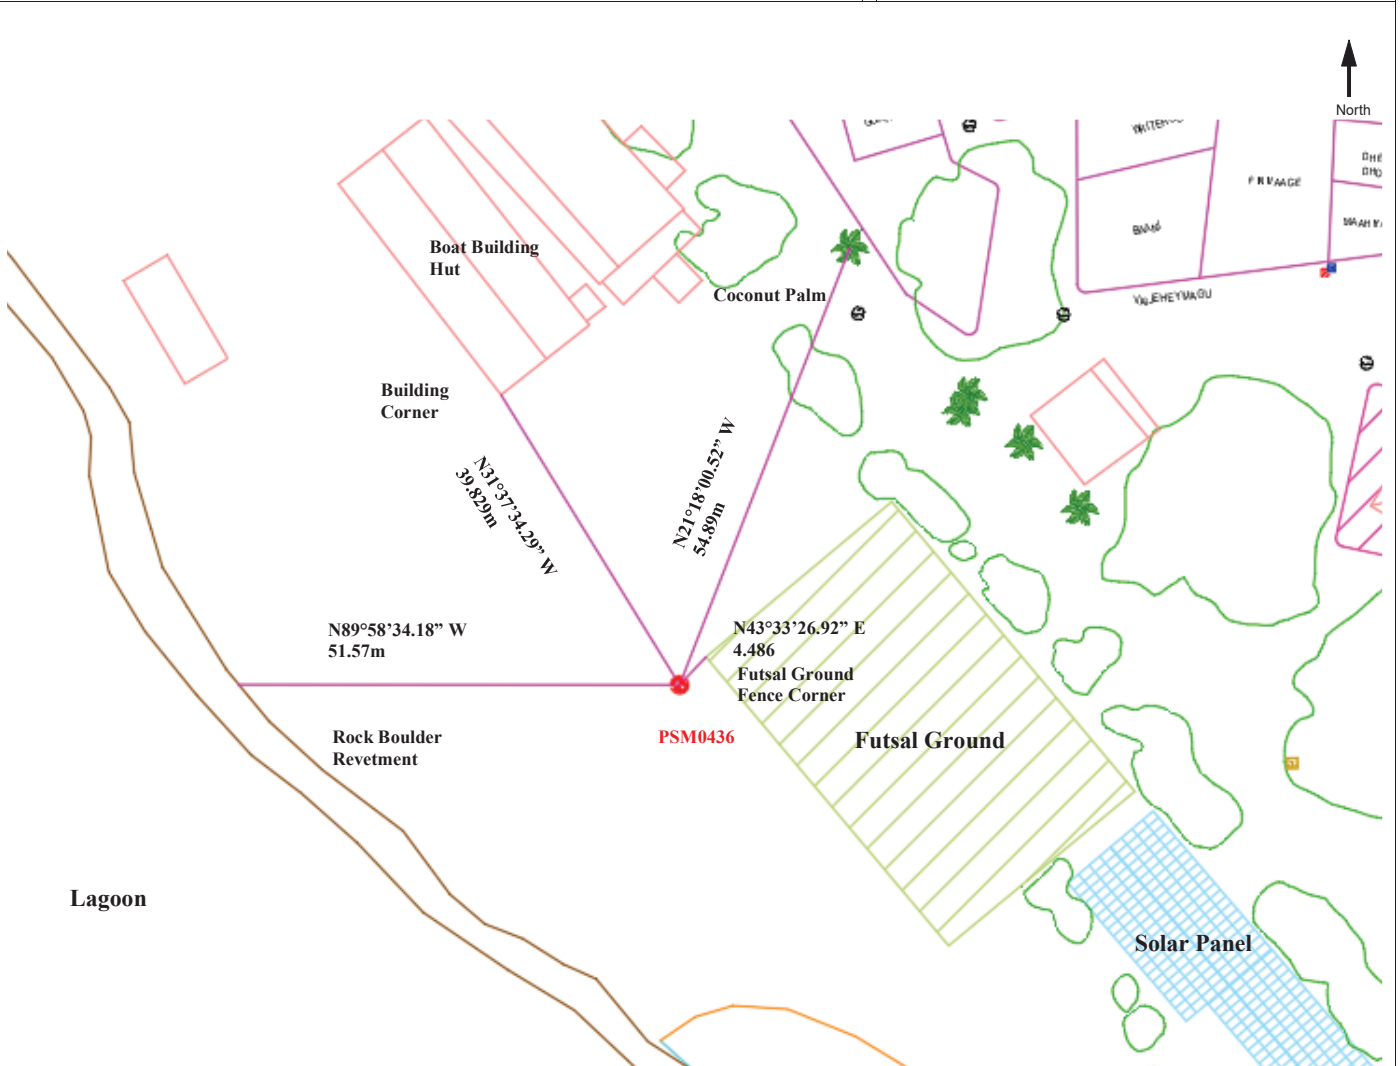 North
FINIVAAGE
Boat Building
Hut
Coconut Palm
Building
Corner
N31°37’34.29” W
39.829m
N21°18’00.52” W
54.89m
N89°58’34.18” W
51.57m
N43°33’26.92” E
4.486
Futsal Ground
Fence Corner
PSM0436
Rock Boulder
Revetment
Futsal Ground
Lagoon
Solar Panel